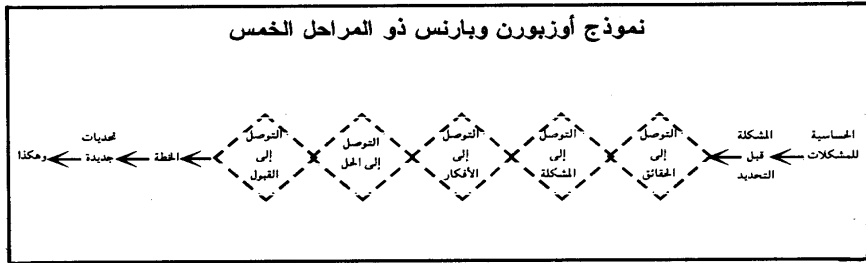 نموذج أوزبورن وبارنس ذو المراحل الخمس
الحساسية
للمشكلات
المشكلة
قبل
التحديد
التوصل
إلى
الحقائق
التوصل
إلى
المشكلة
التوصل
إلى
الأفكار
التوصل
إلى الحل
التوصل
إلى
القبول
الخطة
تحديات
جديدة
وهكذا